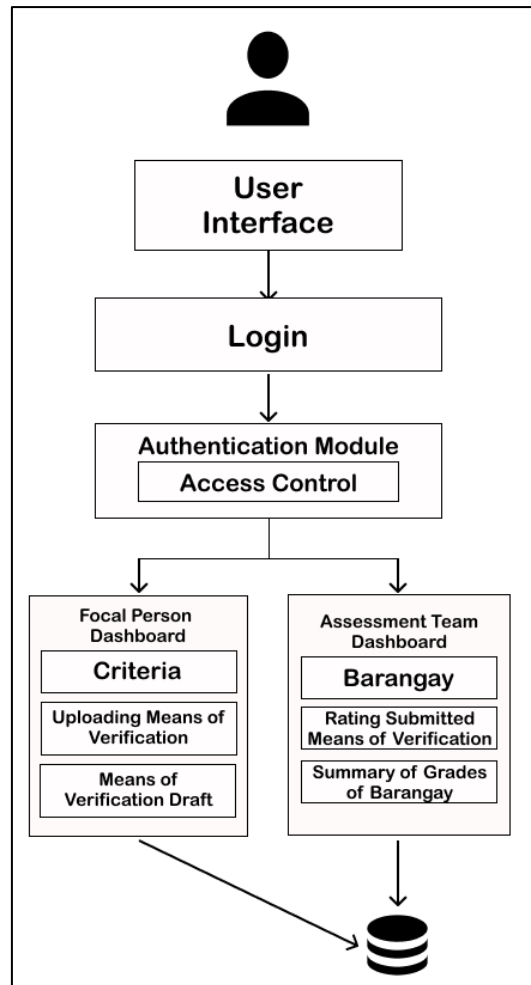 User
Interface
Login
Authentication Module
Access Control
Focal Person
Dashboard
Criteria
Uploading Means of
Verification
Means of
Verification Draft
Assessment Team
Dashboard
Barangay
Rating Submitted
Means of Verification
Summary of Grades
of Barangay